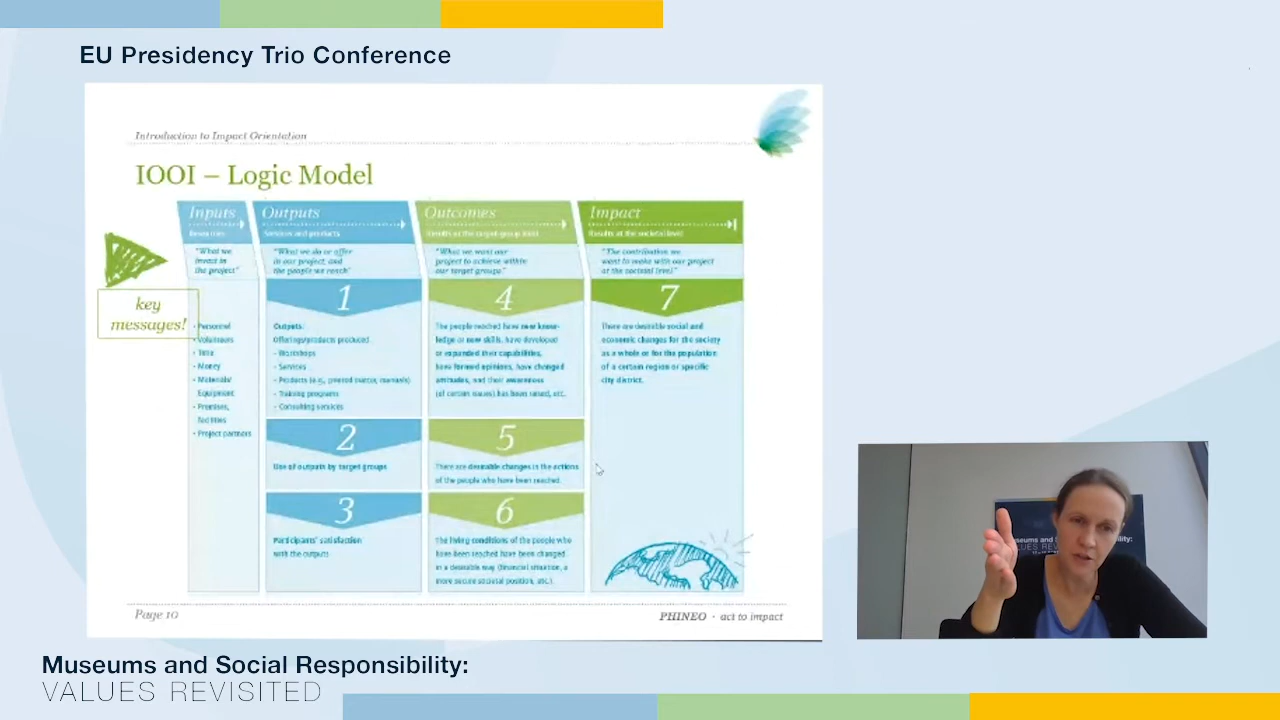 EU Presidency Trio Conference
Introduction to Impact Orientation
IOOI – Logic Model
Inputs
Resources
"What we
invest in
the project"
key
messages!
- Personnel
- Volunteers
- Time
- Money
- Materials/
Equipment
- Premises,
facilities
- Project partners
Outputs
Services and products
"What we do or offer
in our project, and
the people we reach"
1
Outputs:
Offerings/products produced
- Workshops
- Services
- Products (e.g., printed matter, manuals)
- Training programs
- Consulting services
2
Use of outputs by target groups
3
Participants' satisfaction
with the outputs
Outcomes
Results at the target group level
"What we want our
project to achieve within
our target groups"
4
The people reached have new know-
ledge or new skills, have developed
or expanded their capabilities,
have formed opinions, have changed
attitudes, and their awareness
(of certain issues) has been raised, etc.
5
There are desirable changes in the actions
of the people who have been reached.
6
The living conditions of the people who
have been reached have been changed
in a desirable way (financial situation, a
more secure societal position, etc.).
Impact
Results at the societal level
"The contribution we
want to make with our project
at the societal level"
7
There are desirable social and
economic changes for the society
as a whole or for the population
of a certain region or specific
city district.
Page 10
PHINEO · act to impact
Museums and Social Responsibility:
VALUES REVISITED